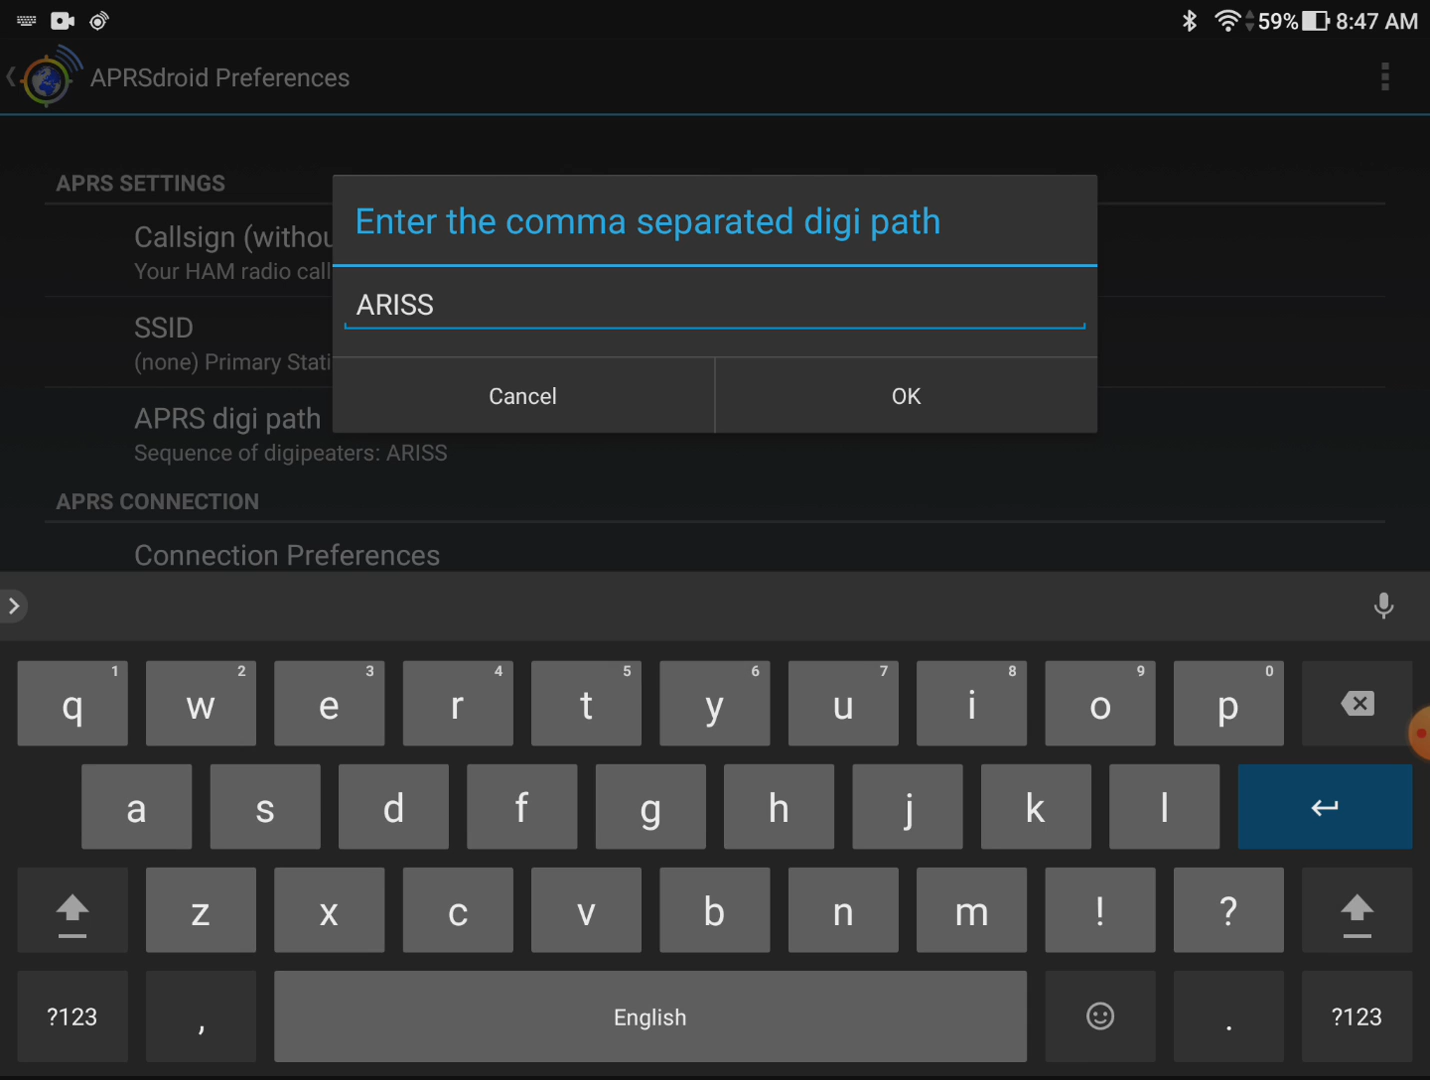 59% 8:47 AM
APRSdroid Preferences
APRS SETTINGS
Enter the comma separated digi path
Callsign (withou
Your HAM radio call
ARISS
SSID
(none) Primary Stati
Cancel
OK
APRS digi path
Sequence of digipeaters: ARISS
APRS CONNECTION
Connection Preferences
1 2 3 4 5 6 7 8 9 0
q w e r t y u i o p
a s d f g h j k l
z x c v b n m ! ?
?123 , English . ?123